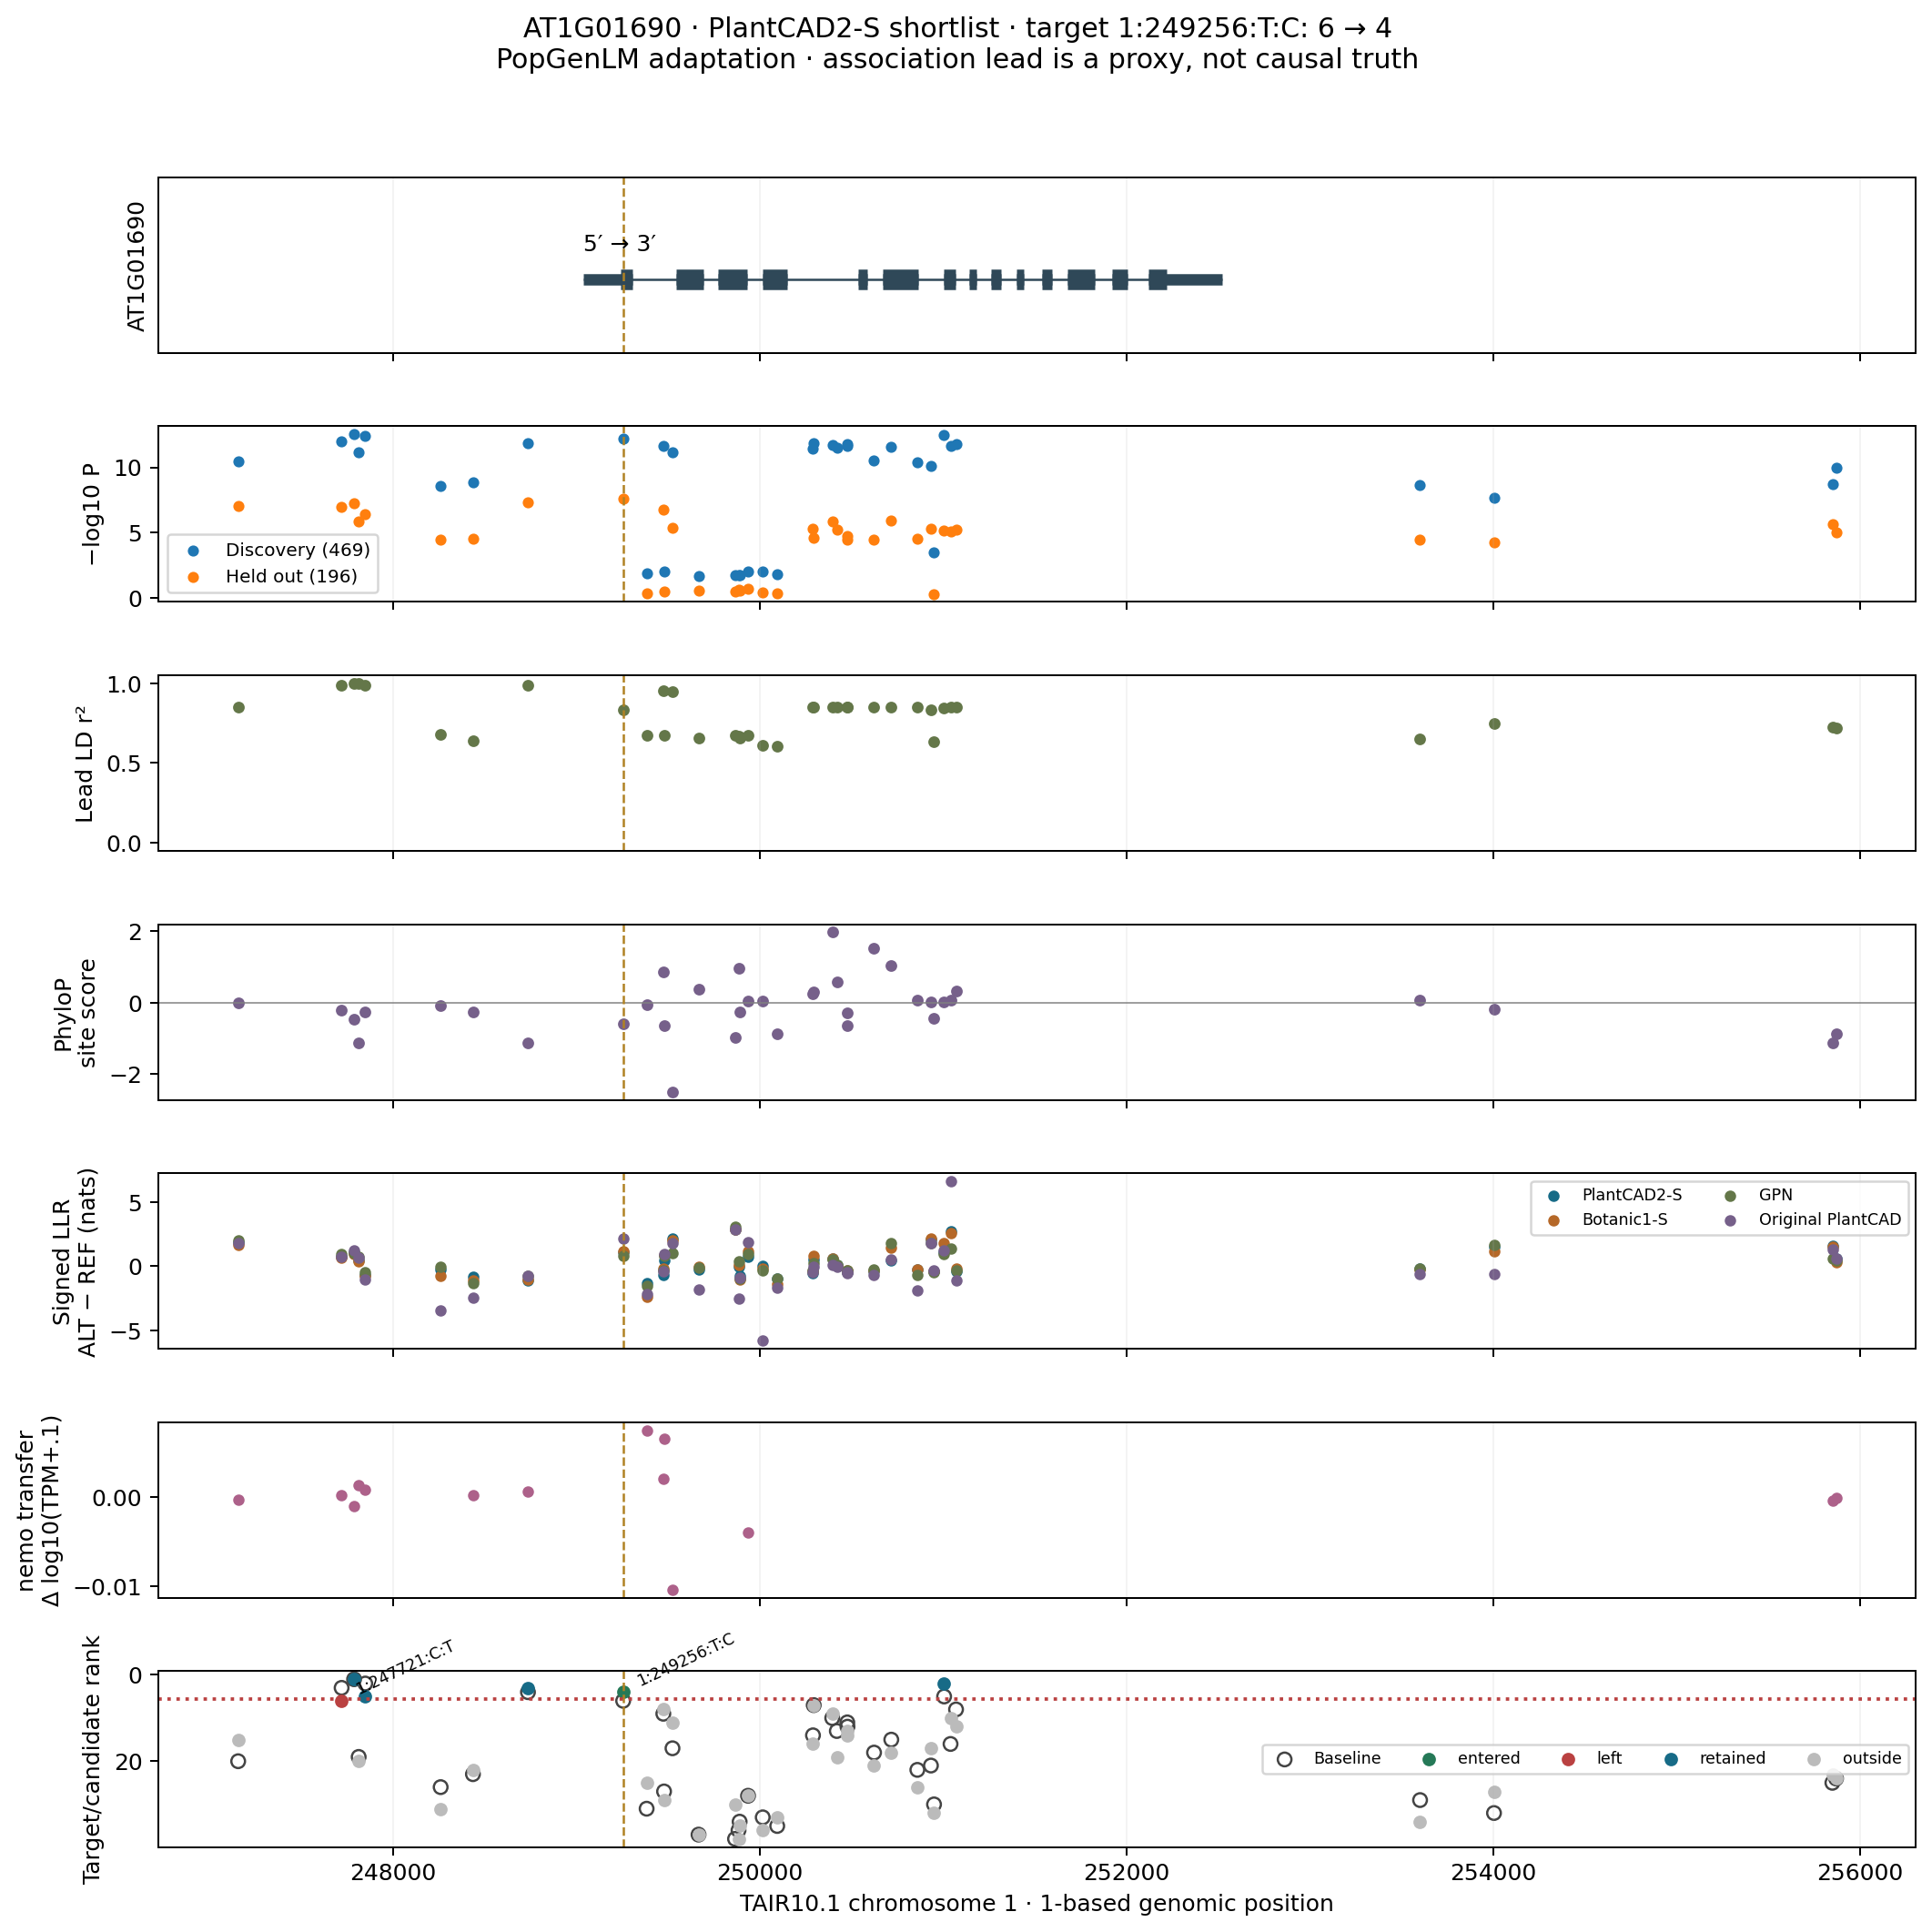 AT1G01690 · PlantCAD2-S shortlist · target 1:249256:T:C: 6 → 4
PopGenLM adaptation · association lead is a proxy, not causal truth
AT1G01690
5′ → 3′
−log10 P
10
5
0
Discovery (469)
Held out (196)
Lead LD r²
1.0
0.5
0.0
PhyloP
site score
2
0
−2
Signed LLR
ALT − REF (nats)
5
0
−5
PlantCAD2-S
Botanic1-S
GPN
Original PlantCAD
nemo transfer
Δ log10(TPM+.1)
0.00
−0.01
Target/candidate rank
0
20
:247721:C:T
1:249256:T:C
Baseline
entered
left
retained
outside
248000
250000
252000
254000
256000
TAIR10.1 chromosome 1 · 1-based genomic position